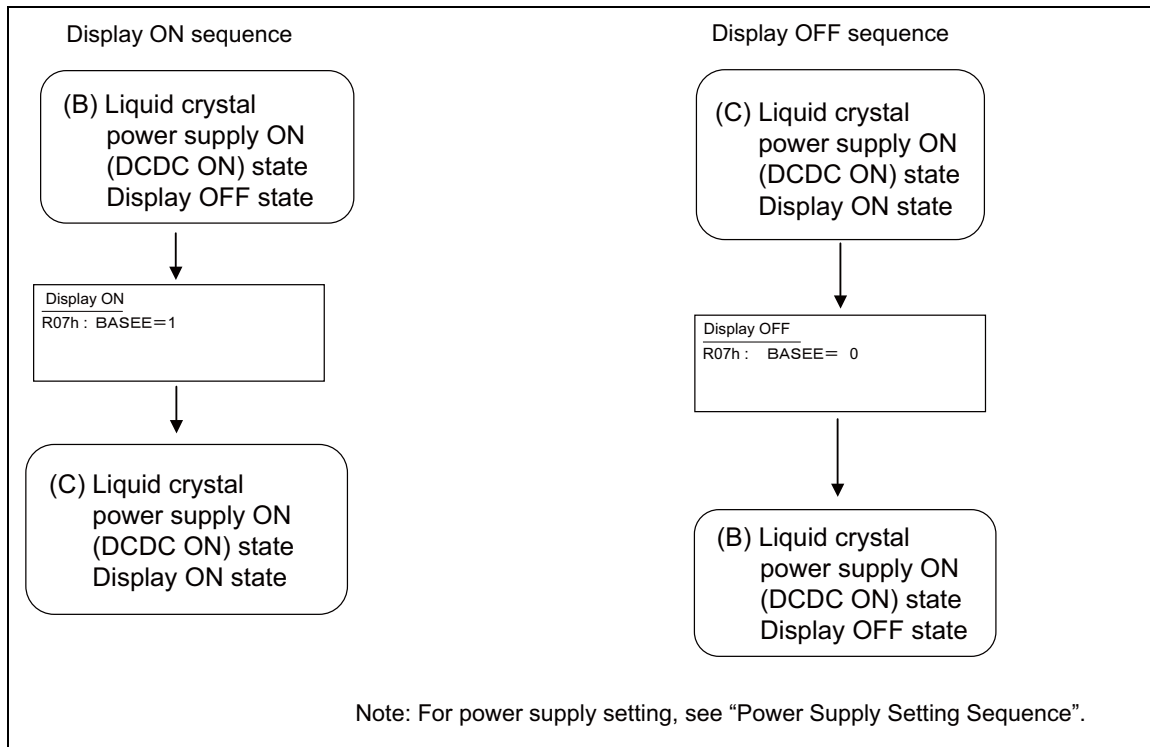 Display ON sequence
(B) Liquid crystal
power supply ON
(DCDC ON) state
Display OFF state
Display ON
R07h : BASEE＝1
(C) Liquid crystal
power supply ON
(DCDC ON) state
Display ON state
Display OFF sequence
(C) Liquid crystal
power supply ON
(DCDC ON) state
Display ON state
Display OFF
R07h : BASEE＝ 0
(B) Liquid crystal
power supply ON
(DCDC ON) state
Display OFF state
Note: For power supply setting, see “Power Supply Setting Sequence”.